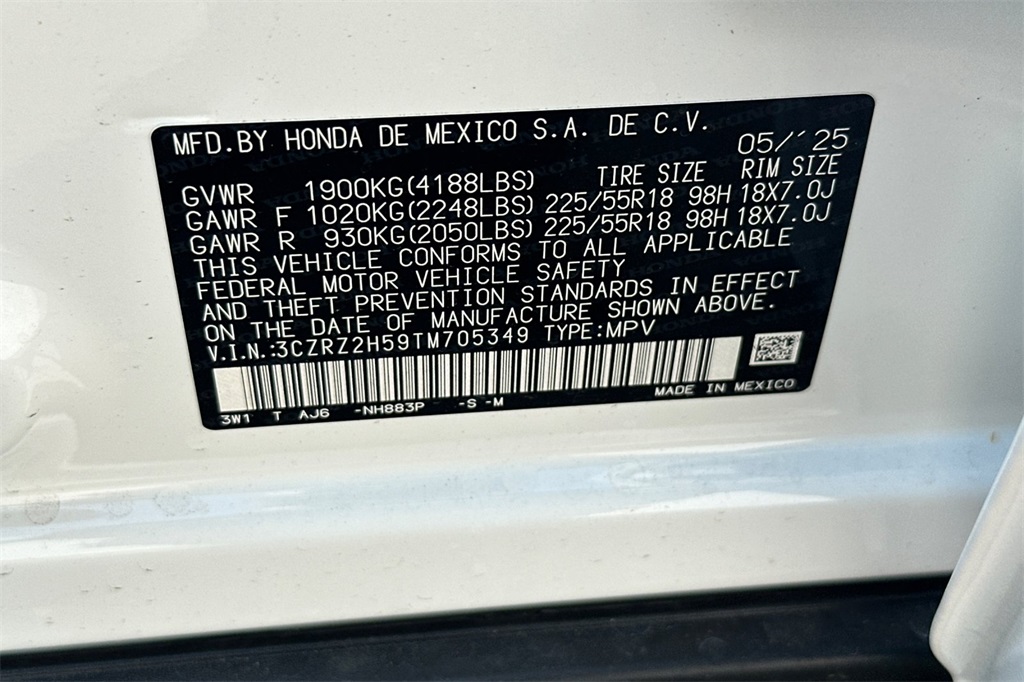 MFD.BY HONDA DE MEXICO S.A. DE C.V. 05/'25
TIRE SIZE RIM SIZE
GVWR 1900KG(4188LBS)
GAWR F 1020KG(2248LBS) 225/55R18 98H 18X7.0J
GAWR R 930KG(2050LBS) 225/55R18 98H 18X7.0J
THIS VEHICLE CONFORMS TO ALL APPLICABLE
FEDERAL MOTOR VEHICLE SAFETY
AND THEFT PREVENTION STANDARDS IN EFFECT
ON THE DATE OF MANUFACTURE SHOWN ABOVE.
V.I.N.:3CZRZ2H59TM705349 TYPE:MPV
MADE IN MEXICO
3W1 T AJ6 -NH883P -S -M